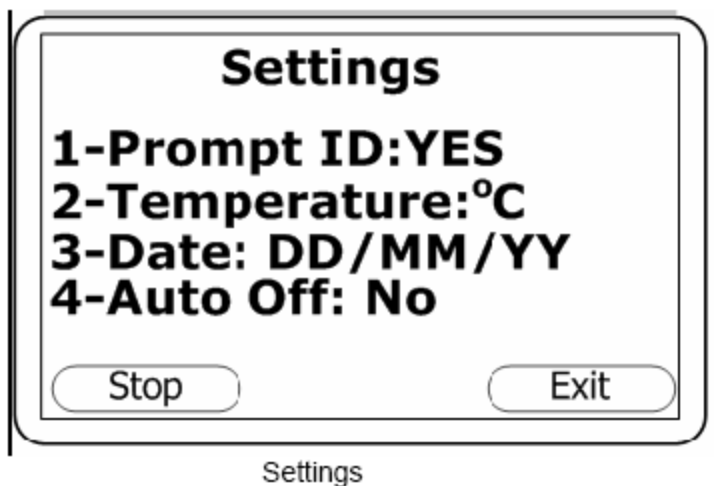 Settings
1-Prompt ID:YES
2-Temperature:ºC
3-Date: DD/MM/YY
4-Auto Off: No
Stop Exit
Settings